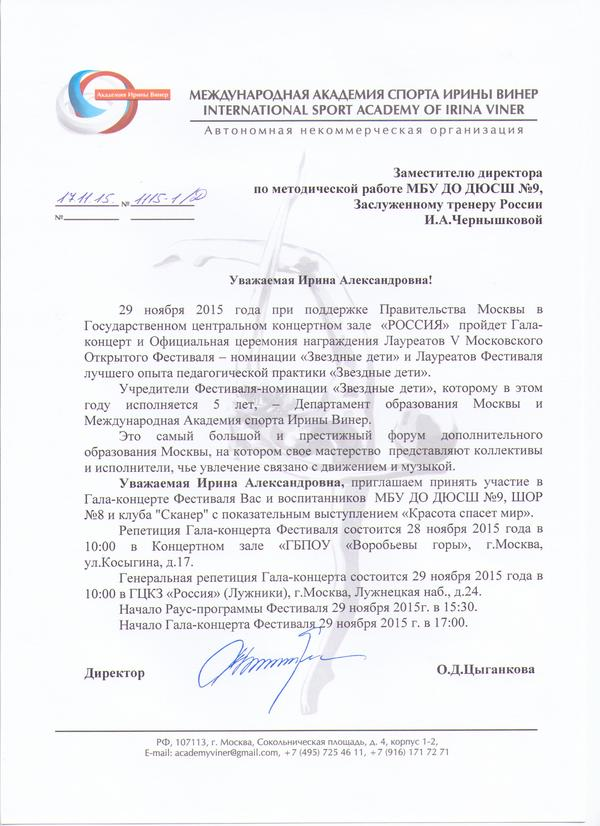 Академия Ирины Винер
МЕЖДУНАРОДНАЯ АКАДЕМИЯ СПОРТА ИРИНЫ ВИНЕР
INTERNATIONAL SPORT ACADEMY OF IRINA VINER
Автономная некоммерческая организация
Заместителю директора
по методической работе МБУ ДО ДЮСШ №9,
Заслуженному тренеру России
И.А.Чернышковой
17.11.15. № 1115-1/
№
Уважаемая Ирина Александровна!
29 ноября 2015 года при поддержке Правительства Москвы в
Государственном центральном концертном зале «РОССИЯ» пройдет Гала-
концерт и Официальная церемония награждения Лауреатов V Московского
Открытого Фестиваля – номинации «Звездные дети» и Лауреатов Фестиваля
лучшего опыта педагогической практики «Звездные дети».
Учредители Фестиваля-номинации «Звездные дети», которому в этом
году исполняется 5 лет, – Департамент образования Москвы и
Международная Академия спорта Ирины Винер.
Это самый большой и престижный форум дополнительного
образования Москвы, на котором свое мастерство представляют коллективы
и исполнители, чье увлечение связано с движением и музыкой.
Уважаемая Ирина Александровна, приглашаем принять участие в
Гала-концерте Фестиваля Вас и воспитанников МБУ ДО ДЮСШ №9, ШОР
№8 и клуба "Сканер" с показательным выступлением «Красота спасет мир».
Репетиция Гала-концерта Фестиваля состоится 28 ноября 2015 года в
10:00 в Концертном зале «ГБПОУ «Воробьевы горы», г.Москва,
ул.Косыгина, д.17.
Генеральная репетиция Гала-концерта состоится 29 ноября 2015 года в
10:00 в ГЦКЗ «Россия» (Лужники), г.Москва, Лужнецкая наб., д.24.
Начало Раус-программы Фестиваля 29 ноября 2015г. в 15:30.
Начало Гала-концерта Фестиваля 29 ноября 2015 г. в 17:00.
Директор О.Д.Цыганкова
РФ, 107113, г. Москва, Сокольническая площадь, д. 4, корпус 1-2,
E-mail: academyviner@gmail.com, +7 (495) 725 46 11, +7 (916) 171 72 71